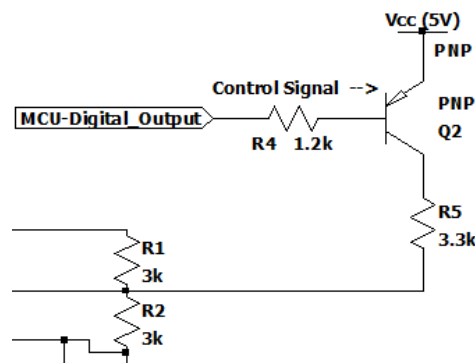 Vcc (5V)
PNP
Control Signal -->
PNP
MCU-Digital_Output
Q2
R4 1.2k
R5
3.3k
R1
3k
R2
3k